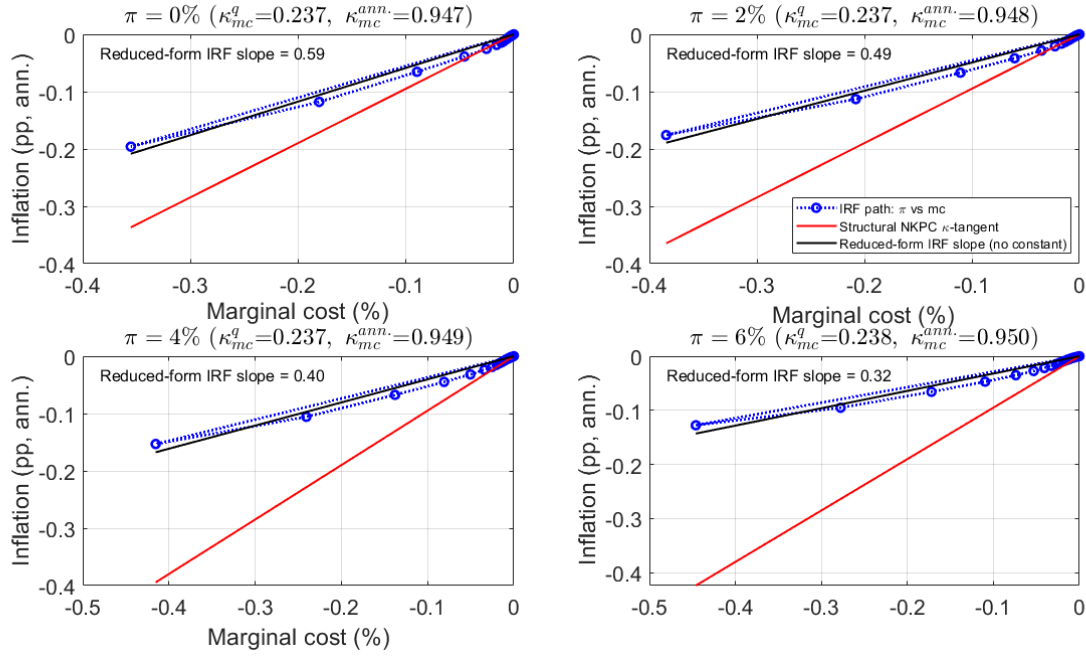 π = 0% (κ_mc^q=0.237, κ_mc^ann.=0.947)
Reduced-form IRF slope = 0.59
0
-0.1
-0.2
-0.3
-0.4
Inflation (pp, ann.)
-0.4 -0.3 -0.2 -0.1 0
Marginal cost (%)
π = 2% (κ_mc^q=0.237, κ_mc^ann.=0.948)
Reduced-form IRF slope = 0.49
0
-0.1
-0.2
-0.3
-0.4
Inflation (pp, ann.)
IRF path: π vs mc
Structural NKPC κ-tangent
Reduced-form IRF slope (no constant)
-0.4 -0.3 -0.2 -0.1 0
Marginal cost (%)
π = 4% (κ_mc^q=0.237, κ_mc^ann.=0.949)
Reduced-form IRF slope = 0.40
0
-0.1
-0.2
-0.3
-0.4
Inflation (pp, ann.)
-0.5 -0.4 -0.3 -0.2 -0.1 0
Marginal cost (%)
π = 6% (κ_mc^q=0.238, κ_mc^ann.=0.950)
Reduced-form IRF slope = 0.32
0
-0.1
-0.2
-0.3
-0.4
Inflation (pp, ann.)
-0.5 -0.4 -0.3 -0.2 -0.1 0